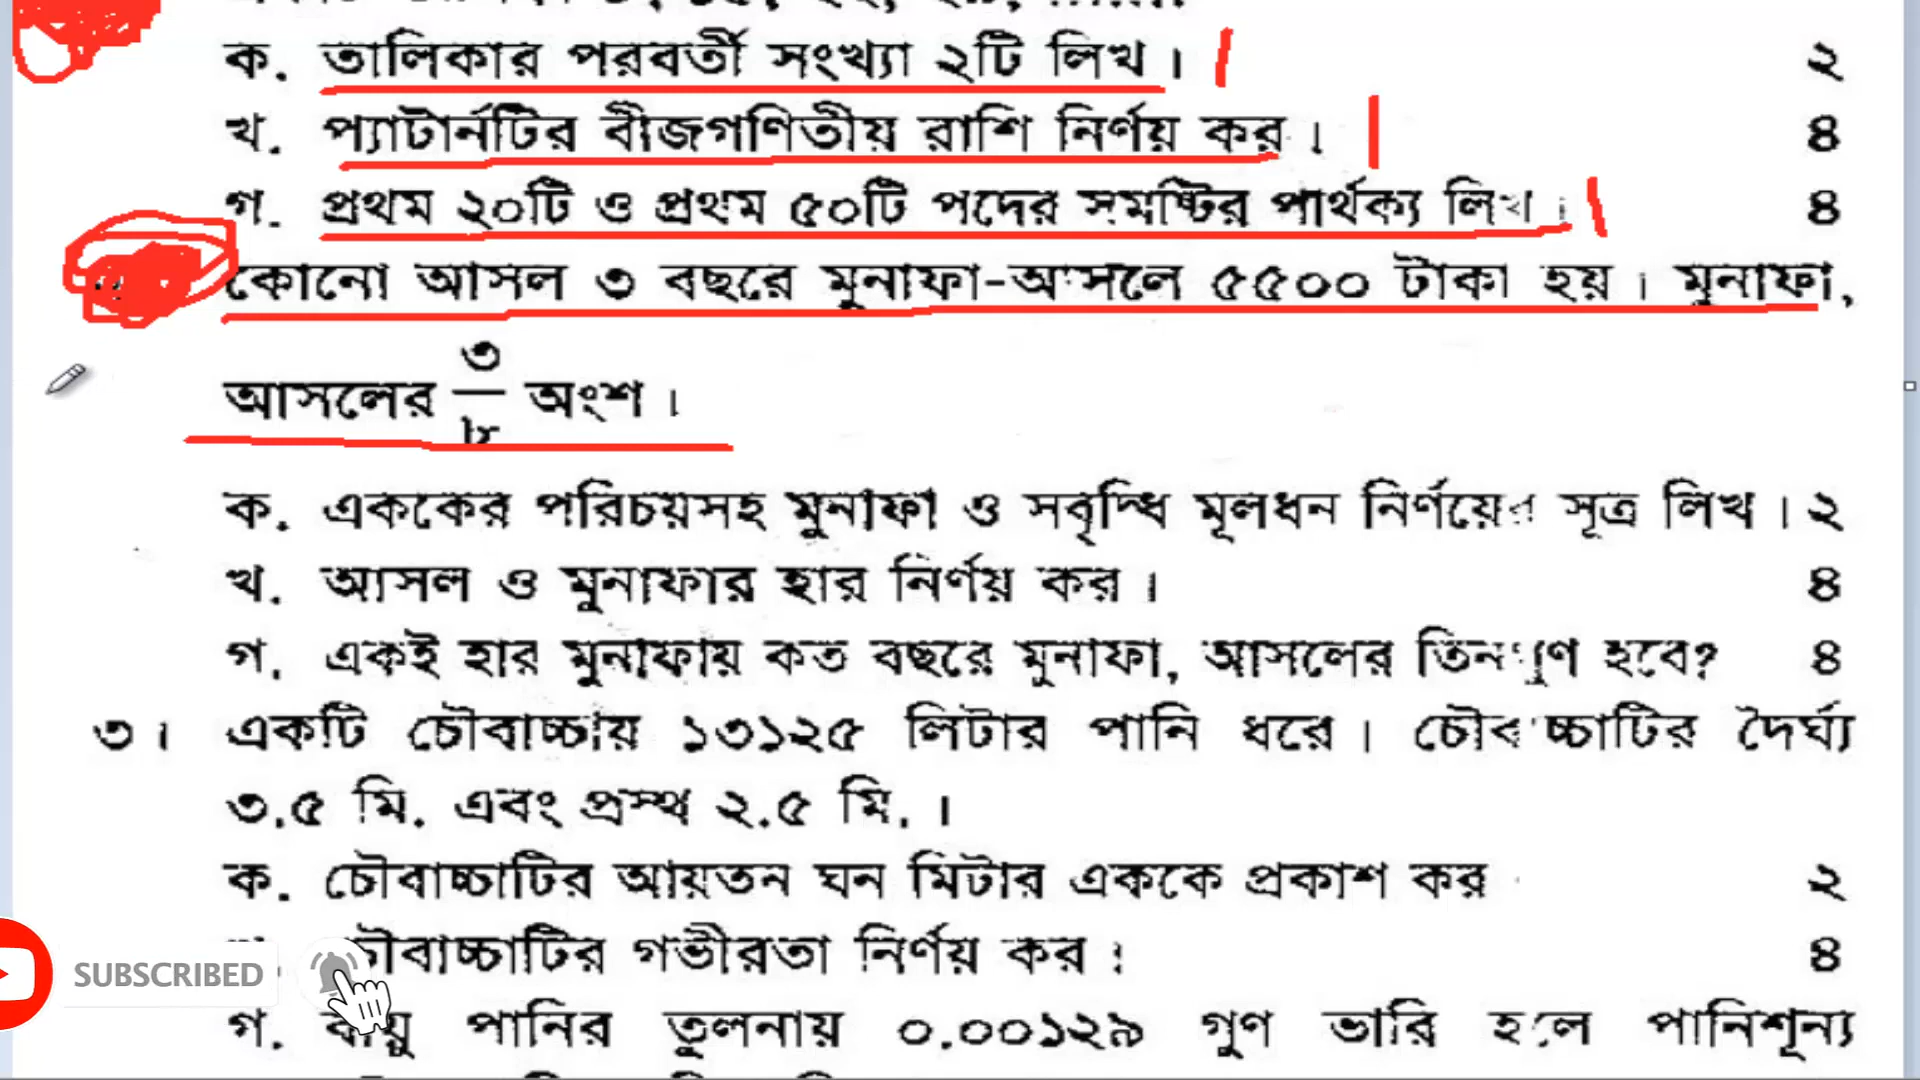 ক. তালিকার পরবর্তী সংখ্যা ২টি লিখ। ২
খ. প্যাটার্নটির বীজগণিতীয় রাশি নির্ণয় কর। ৪
গ. প্রথম ২০টি ও প্রথম ৫০টি পদের সমষ্টির পার্থক্য লিখ। ৪
কোনো আসল ৩ বছরে মুনাফা-আসলে ৫৫০০ টাকা হয়। মুনাফা,
আসলের ৩/৮ অংশ।
ক. এককের পরিচয়সহ মুনাফা ও সবৃদ্ধি মূলধন নির্ণয়ের সূত্র লিখ। ২
খ. আসল ও মুনাফার হার নির্ণয় কর। ৪
গ. একই হার মুনাফায় কত বছরে মুনাফা, আসলের তিনগুণ হবে? ৪
৩। একটি চৌবাচ্চায় ১৩১২৫ লিটার পানি ধরে। চৌবাচ্চাটির দৈর্ঘ্য
৩.৫ মি. এবং প্রস্থ ২.৫ মি.।
ক. চৌবাচ্চাটির আয়তন ঘন মিটার এককে প্রকাশ কর ২
চৌবাচ্চাটির গভীরতা নির্ণয় কর। ৪
গ. বায়ু পানির তুলনায় ০.০০১২৯ গুণ ভারি হলে পানিশূন্য
SUBSCRIBED